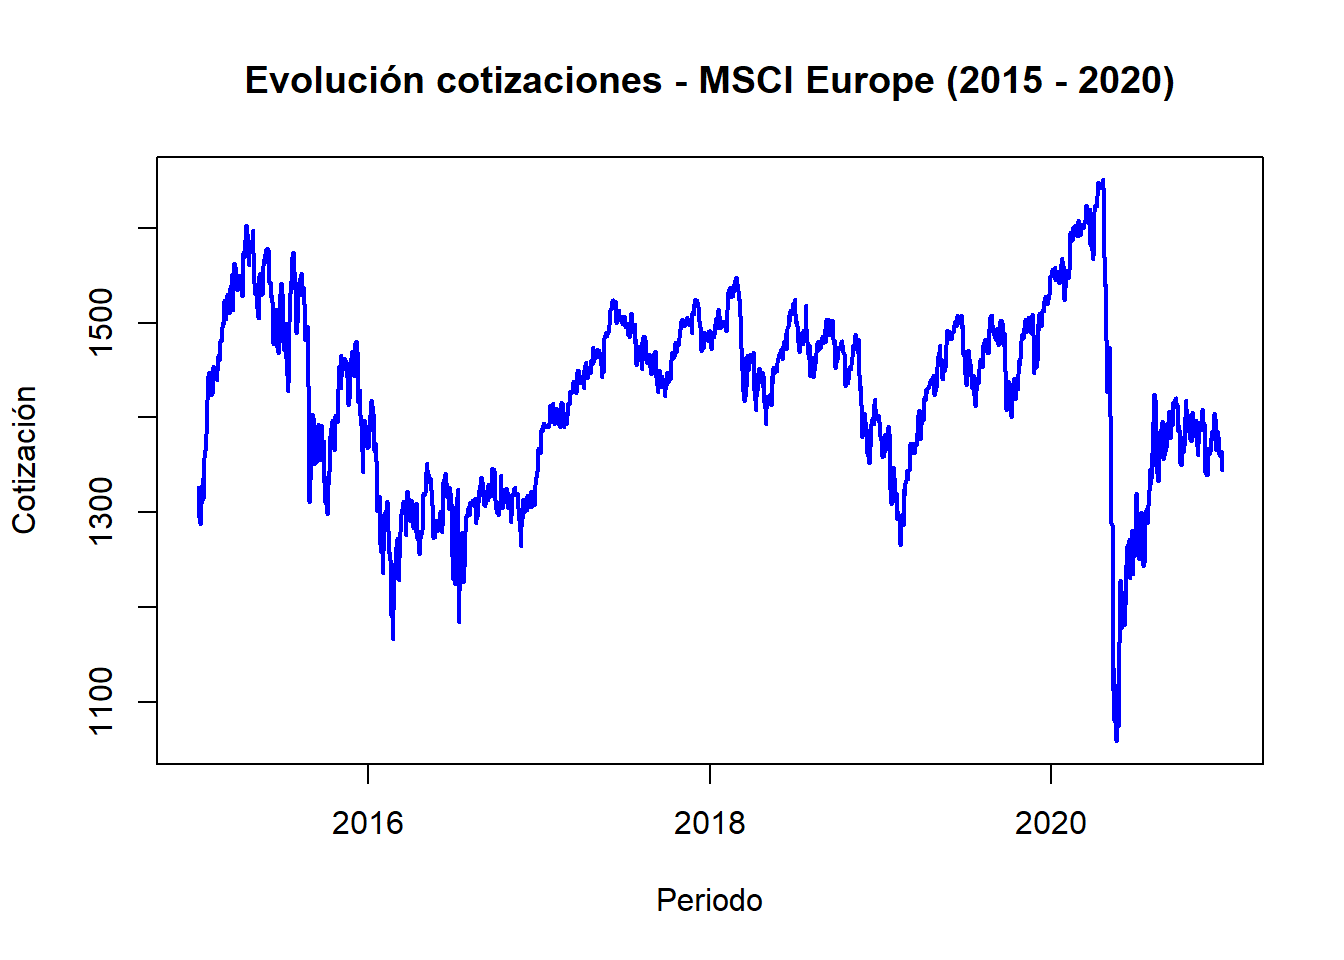 Evolución cotizaciones - MSCI Europe (2015 - 2020)
Cotización
1500
1300
1100
2016 2018 2020
Periodo